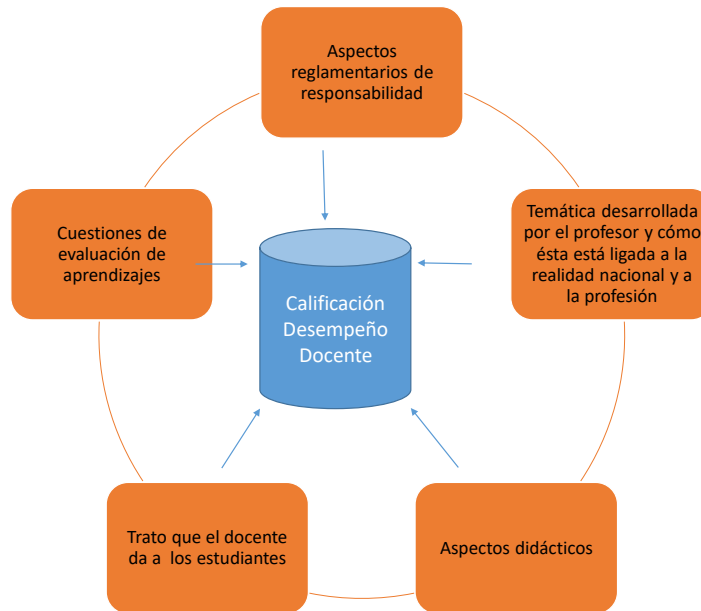 Aspectos
reglamentarios de
responsabilidad
Cuestiones de
evaluación de
aprendizajes
Temática desarrollada
por el profesor y cómo
ésta está ligada a la
realidad nacional y a
la profesión
Calificación
Desempeño
Docente
Trato que el docente
da a los estudiantes
Aspectos didácticos